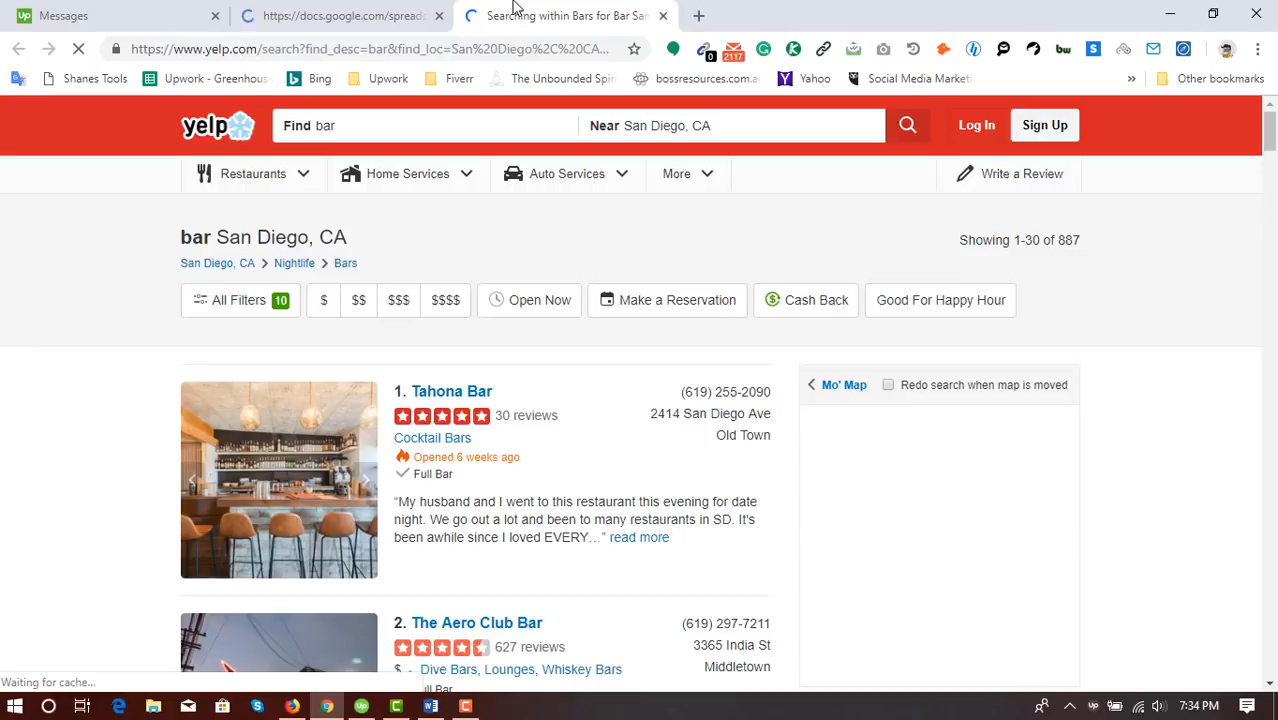 Up Messages
https://docs.google.com/spreads
Searching within Bars for Bar San
https://www.yelp.com/search?find_desc=bar&find_loc=San%20Diego%2C%20CA...
0
2117
bw
S
Shanes Tools
Upwork - Greenhous
Bing
Upwork
Fiverr
The Unbounded Spir
bossresources.com.a
Yahoo
Social Media Market
»
Other bookmarks
yelp
Find bar
Near San Diego, CA
Log In
Sign Up
Restaurants
Home Services
Auto Services
More
Write a Review
bar San Diego, CA
Showing 1-30 of 887
San Diego, CA > Nightlife > Bars
All Filters 10
$
$$
$$$
$$$$
Open Now
Make a Reservation
Cash Back
Good For Happy Hour
1. Tahona Bar
(619) 255-2090
30 reviews
2414 San Diego Ave
Cocktail Bars
Old Town
Opened 6 weeks ago
Full Bar
“My husband and I went to this restaurant this evening for date
night. We go out a lot and been to many restaurants in SD. It's
been awhile since I loved EVERY…” read more
Mo' Map
Redo search when map is moved
2. The Aero Club Bar
(619) 297-7211
627 reviews
3365 India St
$ Dive Bars, Lounges, Whiskey Bars
Middletown
Full Bar
Waiting for cache...
7:34 PM